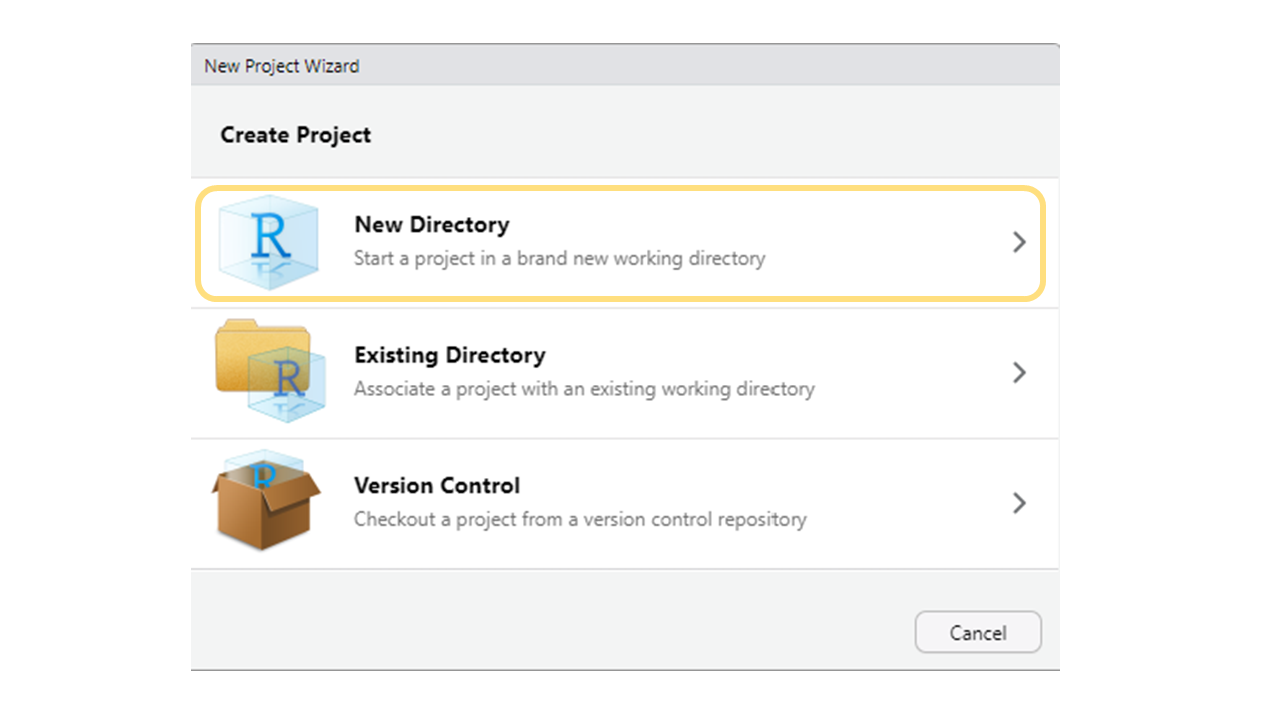 New Project Wizard
Create Project
R
New Directory
Start a project in a brand new working directory
R
Existing Directory
Associate a project with an existing working directory
R
Version Control
Checkout a project from a version control repository
Cancel